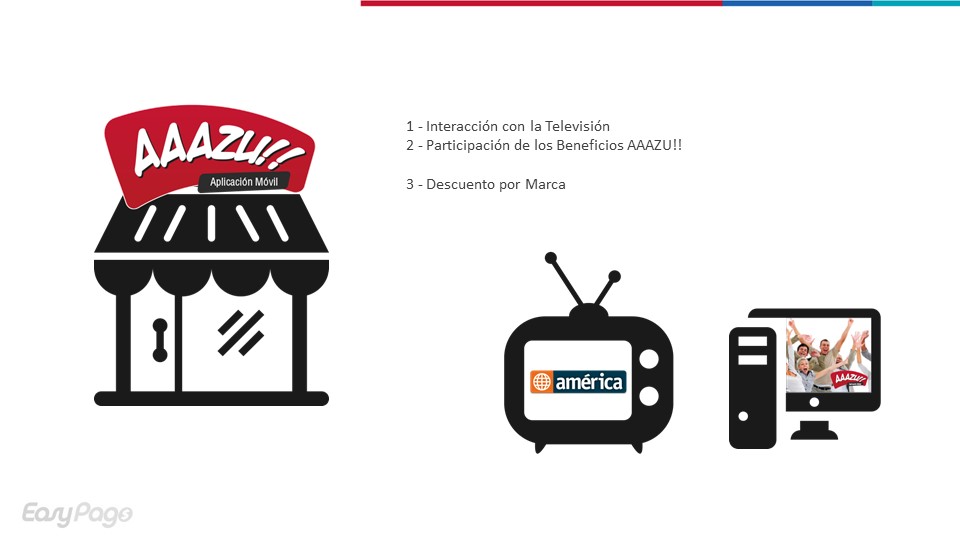 AAAZU!!
Aplicación Móvil
1 - Interacción con la Televisión
2 - Participación de los Beneficios AAAZU!!
3 - Descuento por Marca
américa
AAAZU!!
EasyPago